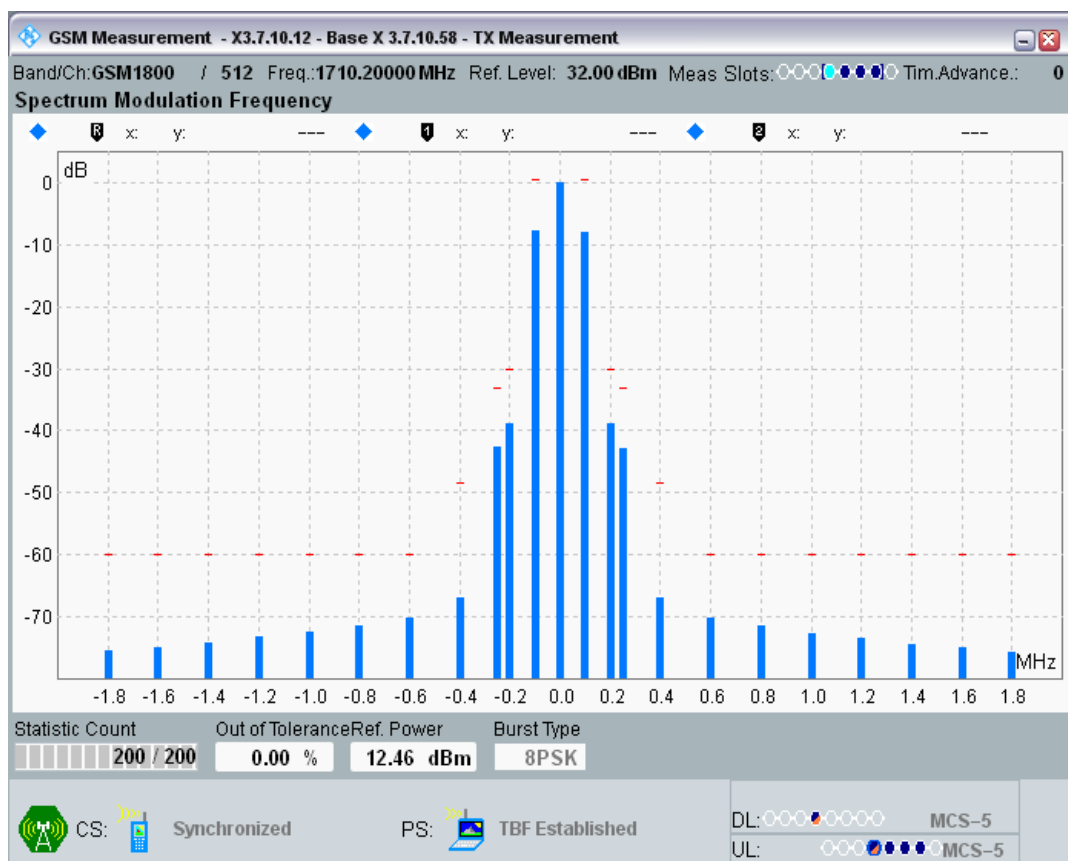 GSM Measurement - X3.7.10.12 - Base X 3.7.10.58 - TX Measurement
Band/Ch:GSM1800 / 512 Freq.:1710.20000 MHz Ref. Level: 32.00 dBm Meas Slots: Tim.Advance.: 0
Spectrum Modulation Frequency
R x: y: --- 1 x: y: --- 2 x: y: ---
dB
0
-10
-20
-30
-40
-50
-60
-70
MHz
-1.8 -1.6 -1.4 -1.2 -1.0 -0.8 -0.6 -0.4 -0.2 0.0 0.2 0.4 0.6 0.8 1.0 1.2 1.4 1.6 1.8
Statistic Count Out of Tolerance Ref. Power Burst Type
200 / 200 0.00 % 12.46 dBm 8PSK
CS: Synchronized PS: TBF Established DL: MCS-5
UL: MCS-5